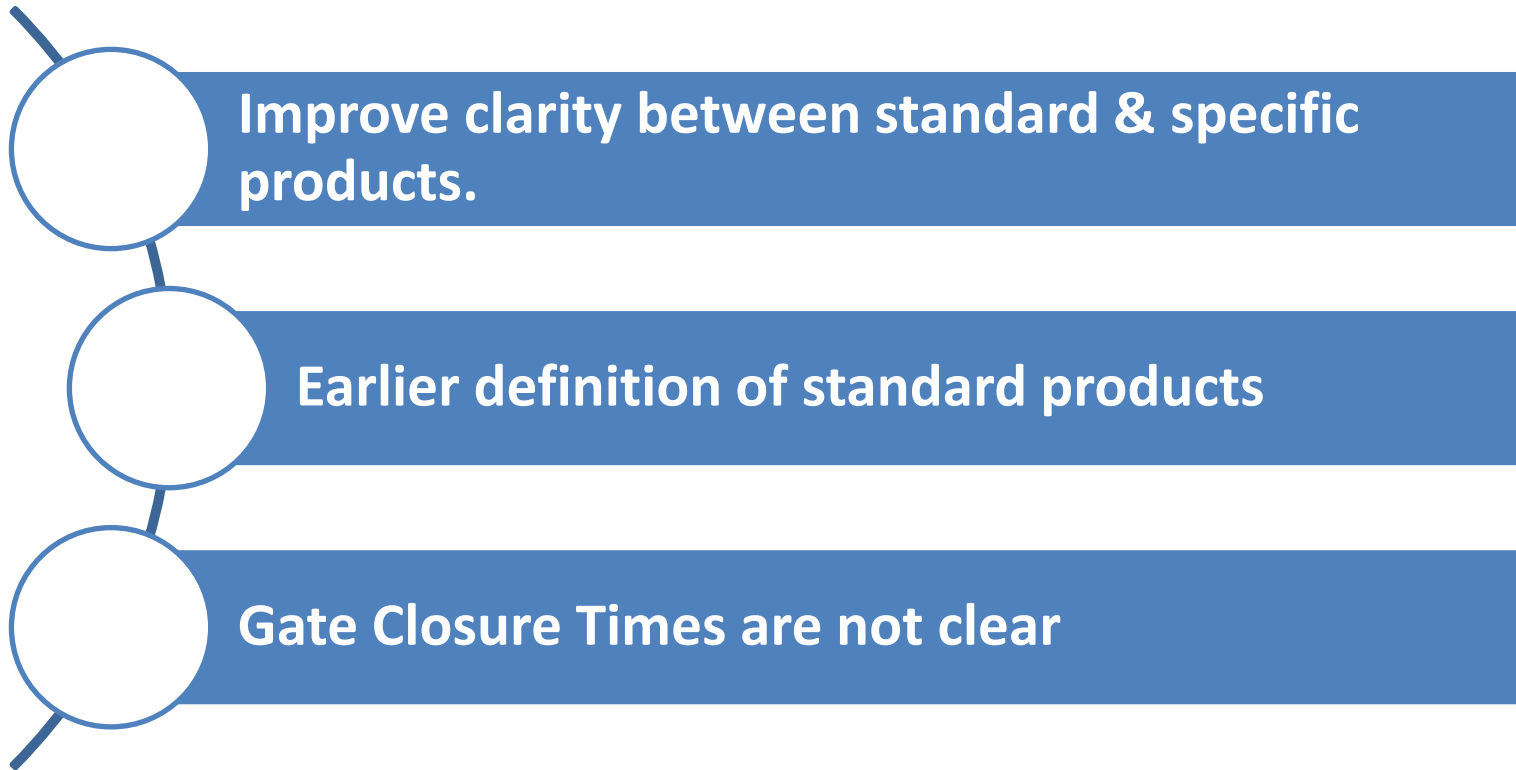 Improve clarity between standard & specific
products.
Earlier definition of standard products
Gate Closure Times are not clear